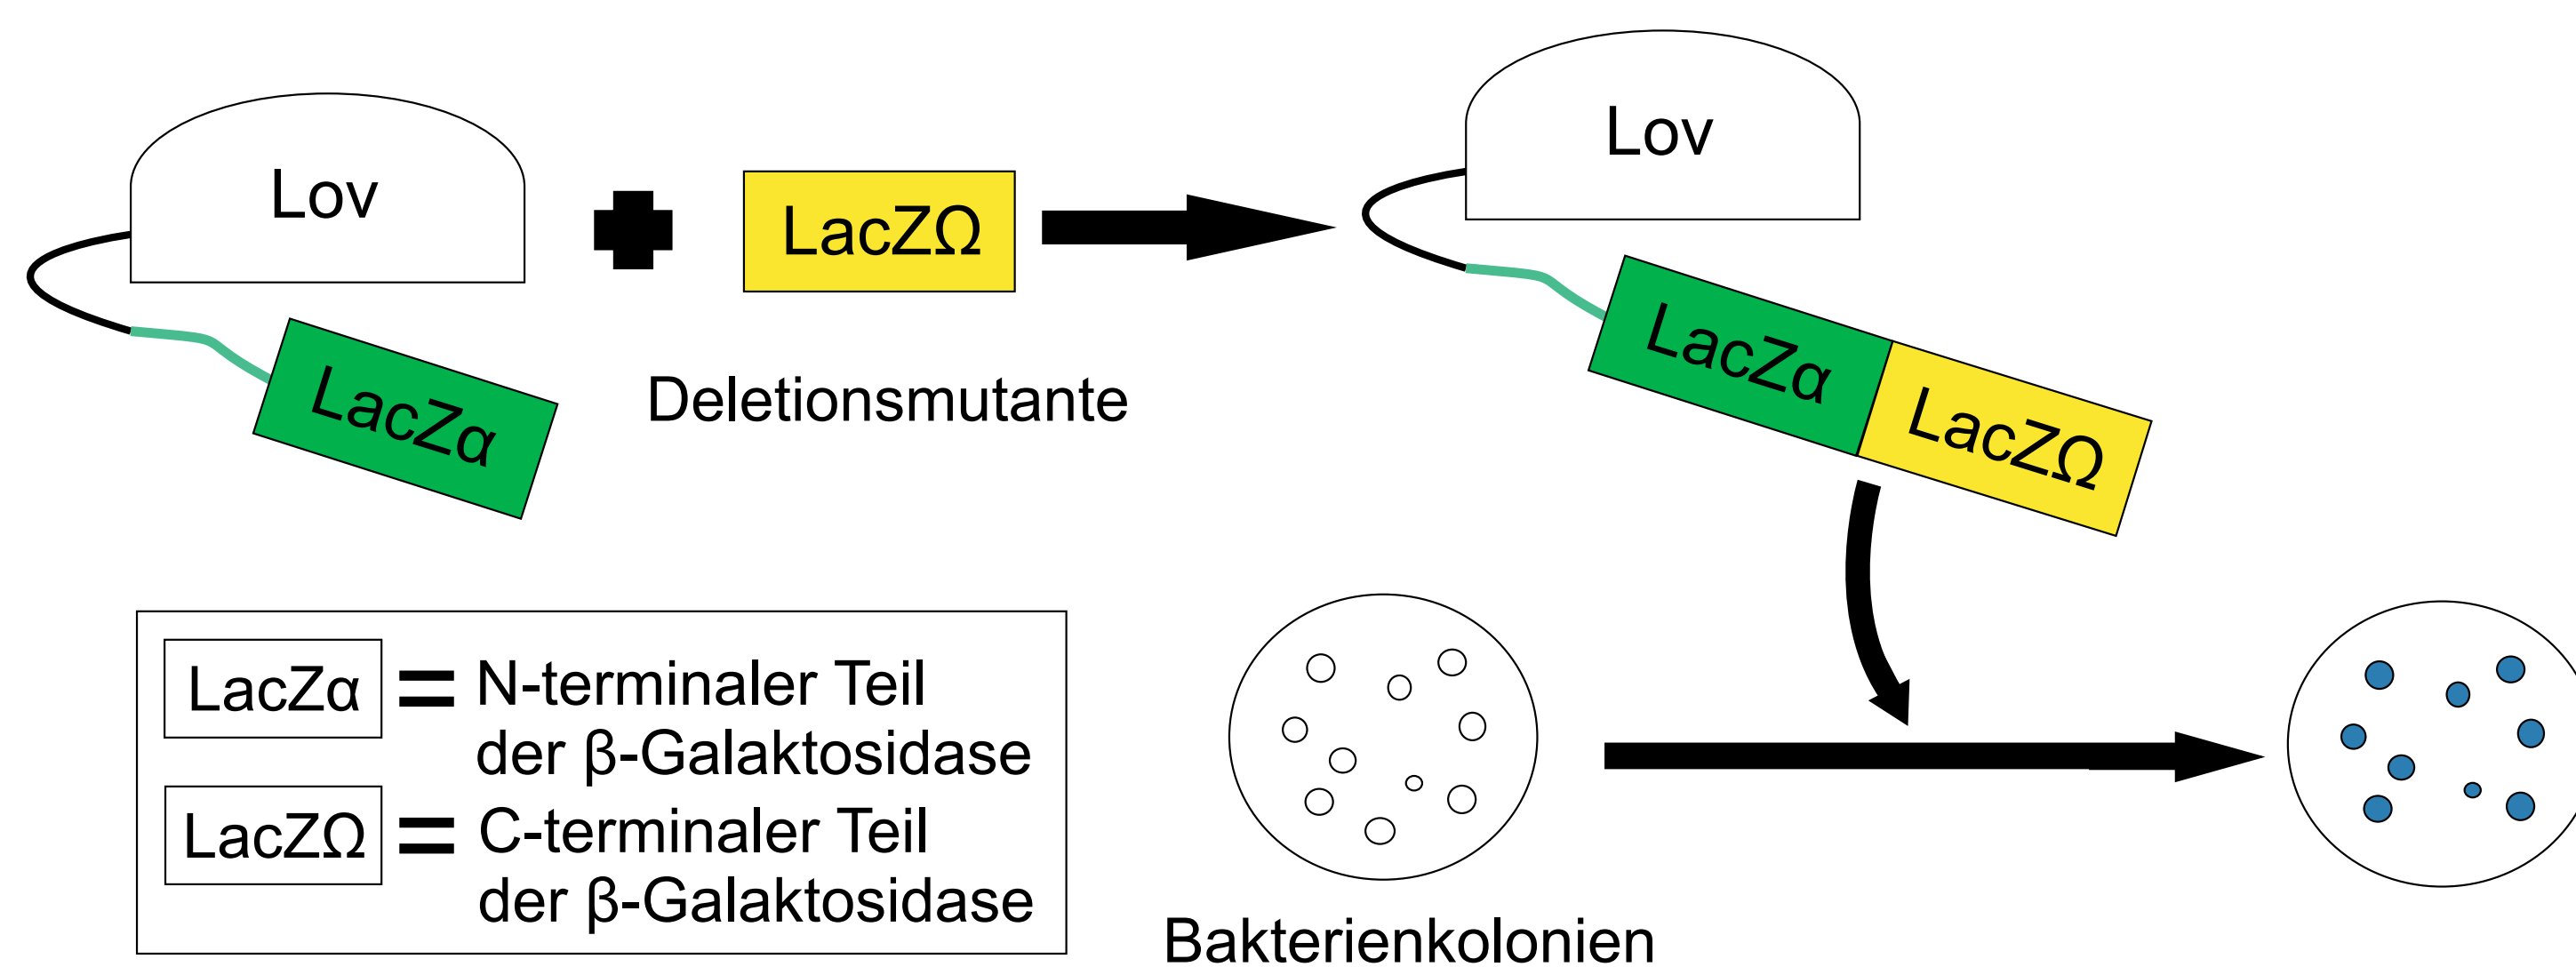 Lov
LacZα
LacZΩ
Deletionsmutante
Lov
LacZα
LacZΩ
LacZα = N-terminaler Teil
der β-Galaktosidase
LacZΩ = C-terminaler Teil
der β-Galaktosidase
Bakterienkolonien